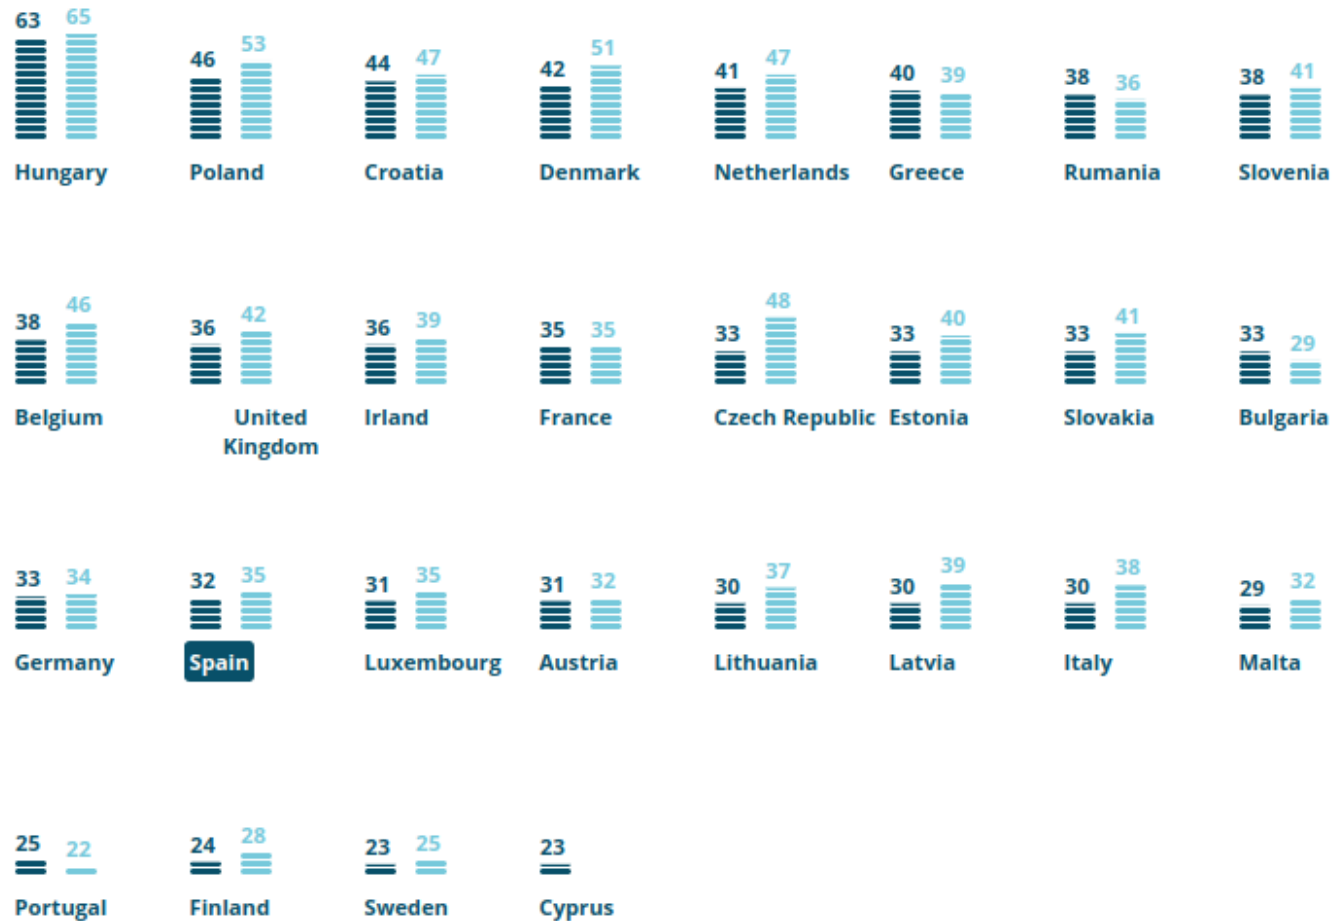 63 65 46 53 44 47 42 51 41 47 40 39 38 36 38 41
Hungary Poland Croatia Denmark Netherlands Greece Rumania Slovenia
38 46 36 42 36 39 35 35 33 48 33 40 33 41 33 29
Belgium United Kingdom Irland France Czech Republic Estonia Slovakia Bulgaria
33 34 32 35 31 35 31 32 30 37 30 39 30 38 29 32
Germany Spain Luxembourg Austria Lithuania Latvia Italy Malta
25 22 24 28 23 25 23
Portugal Finland Sweden Cyprus